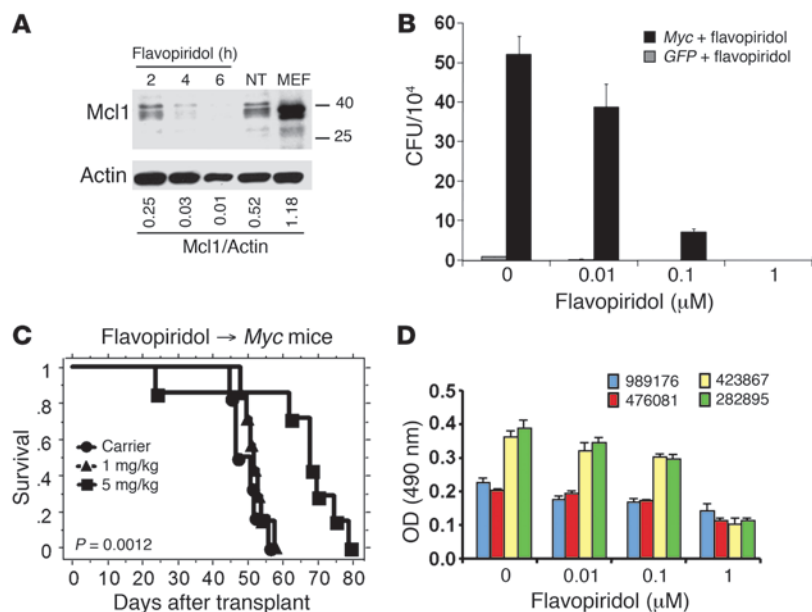 A
Flavopiridol (h)
2 4 6 NT MEF
Mcl1
40
25
Actin
0.25 0.03 0.01 0.52 1.18
Mcl1/Actin
B
Myc + flavopiridol
GFP + flavopiridol
CFU/10⁴
60
50
40
30
20
10
0
0 0.01 0.1 1
Flavopiridol (μM)
C
Flavopiridol → Myc mice
Survival
1
.8
.6
.4
.2
0
Carrier
1 mg/kg
5 mg/kg
P = 0.0012
0 10 20 30 40 50 60 70 80
Days after transplant
D
989176 423867
476081 282895
OD (490 nm)
0.5
0.4
0.3
0.2
0.1
0.0
0 0.01 0.1 1
Flavopiridol (μM)